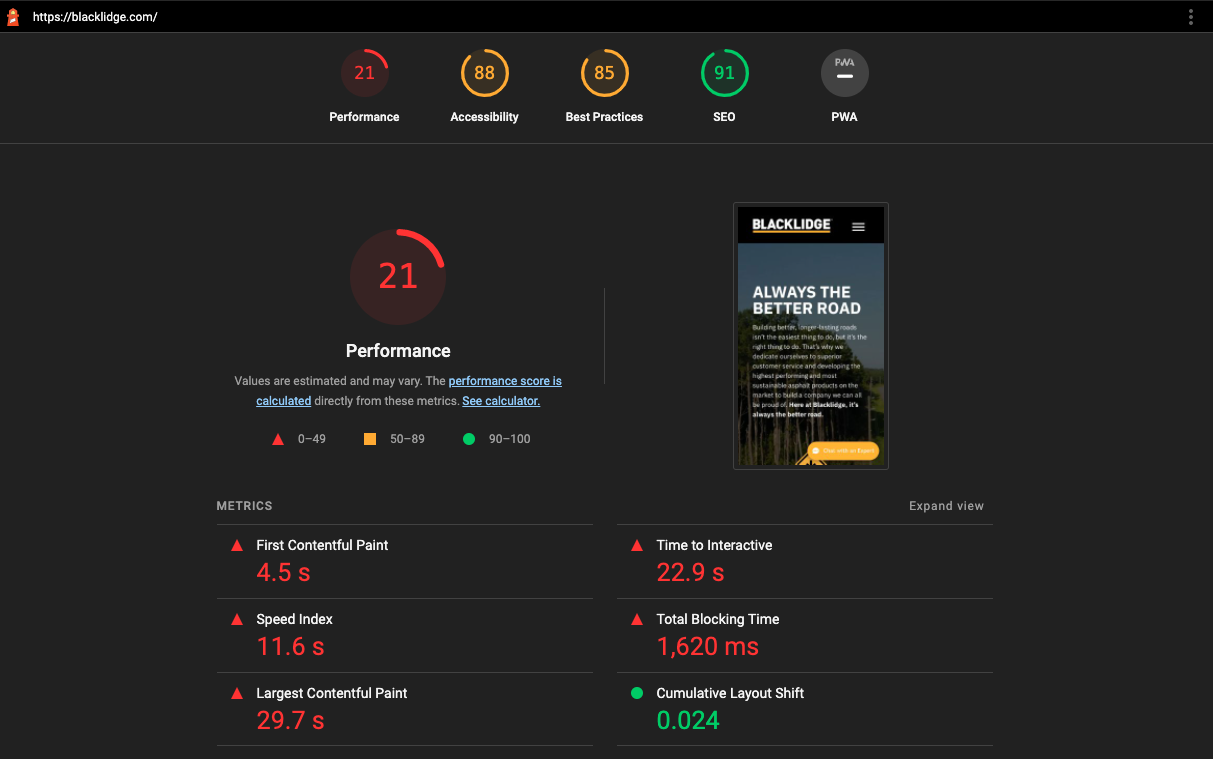 https://blacklidge.com/
21
Performance
88
Accessibility
85
Best Practices
91
SEO
PWA
PWA
21
Performance
Values are estimated and may vary. The performance score is
calculated directly from these metrics. See calculator.
0–49
50–89
90–100
BLACKLIDGE
ALWAYS THE
BETTER ROAD
Building better, longer-lasting roads
isn't the easiest thing to do, but it's the
right thing to do. That's why we
dedicate ourselves to superior
customer service and developing the
highest performing and most
sustainable asphalt products on the
market to build a company we can all
be proud of. Here at Blacklidge, it's
always the better road.
Chat with an Expert
METRICS
Expand view
First Contentful Paint
4.5 s
Time to Interactive
22.9 s
Speed Index
11.6 s
Total Blocking Time
1,620 ms
Largest Contentful Paint
29.7 s
Cumulative Layout Shift
0.024